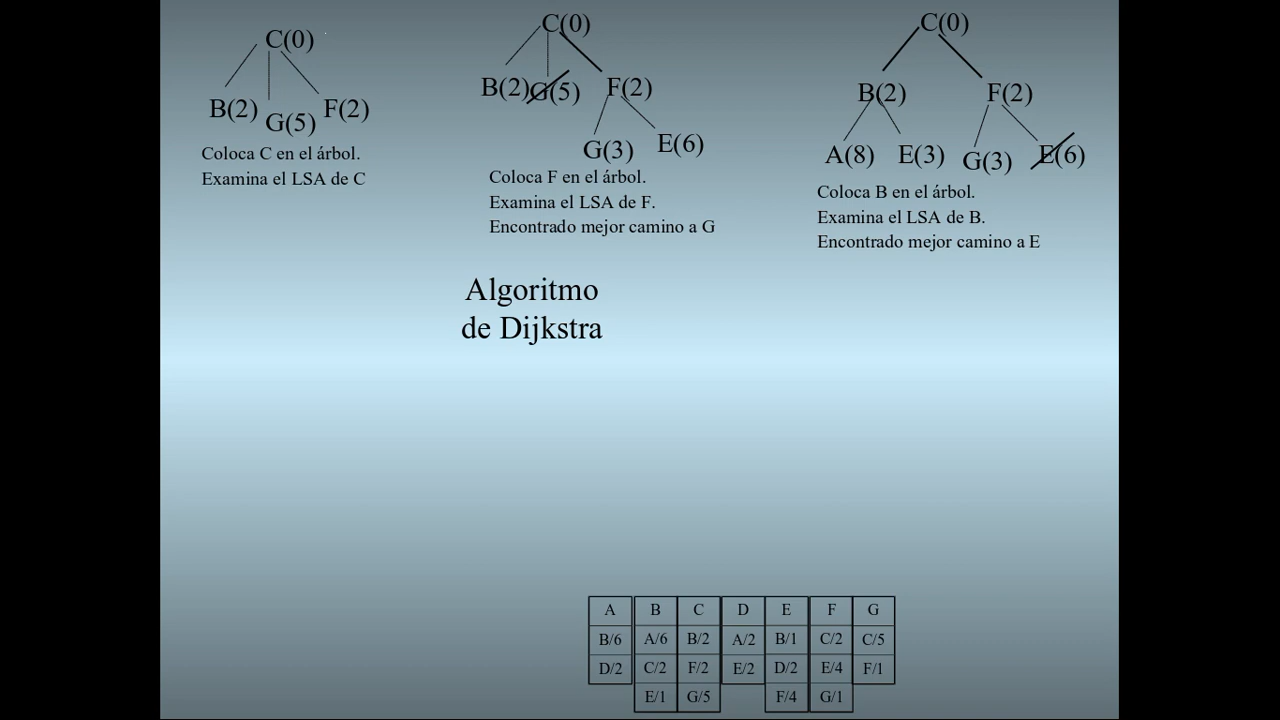 C(0)
B(2) G(5) F(2)
Coloca C en el árbol.
Examina el LSA de C
C(0)
B(2) G(5) F(2)
G(3) E(6)
Coloca F en el árbol.
Examina el LSA de F.
Encontrado mejor camino a G
C(0)
B(2) F(2)
A(8) E(3) G(3) E(6)
Coloca B en el árbol.
Examina el LSA de B.
Encontrado mejor camino a E
Algoritmo
de Dijkstra
A B C D E F G
B/6 A/6 B/2 A/2 B/1 C/2 C/5
D/2 C/2 F/2 E/2 D/2 E/4 F/1
E/1 G/5 F/4 G/1